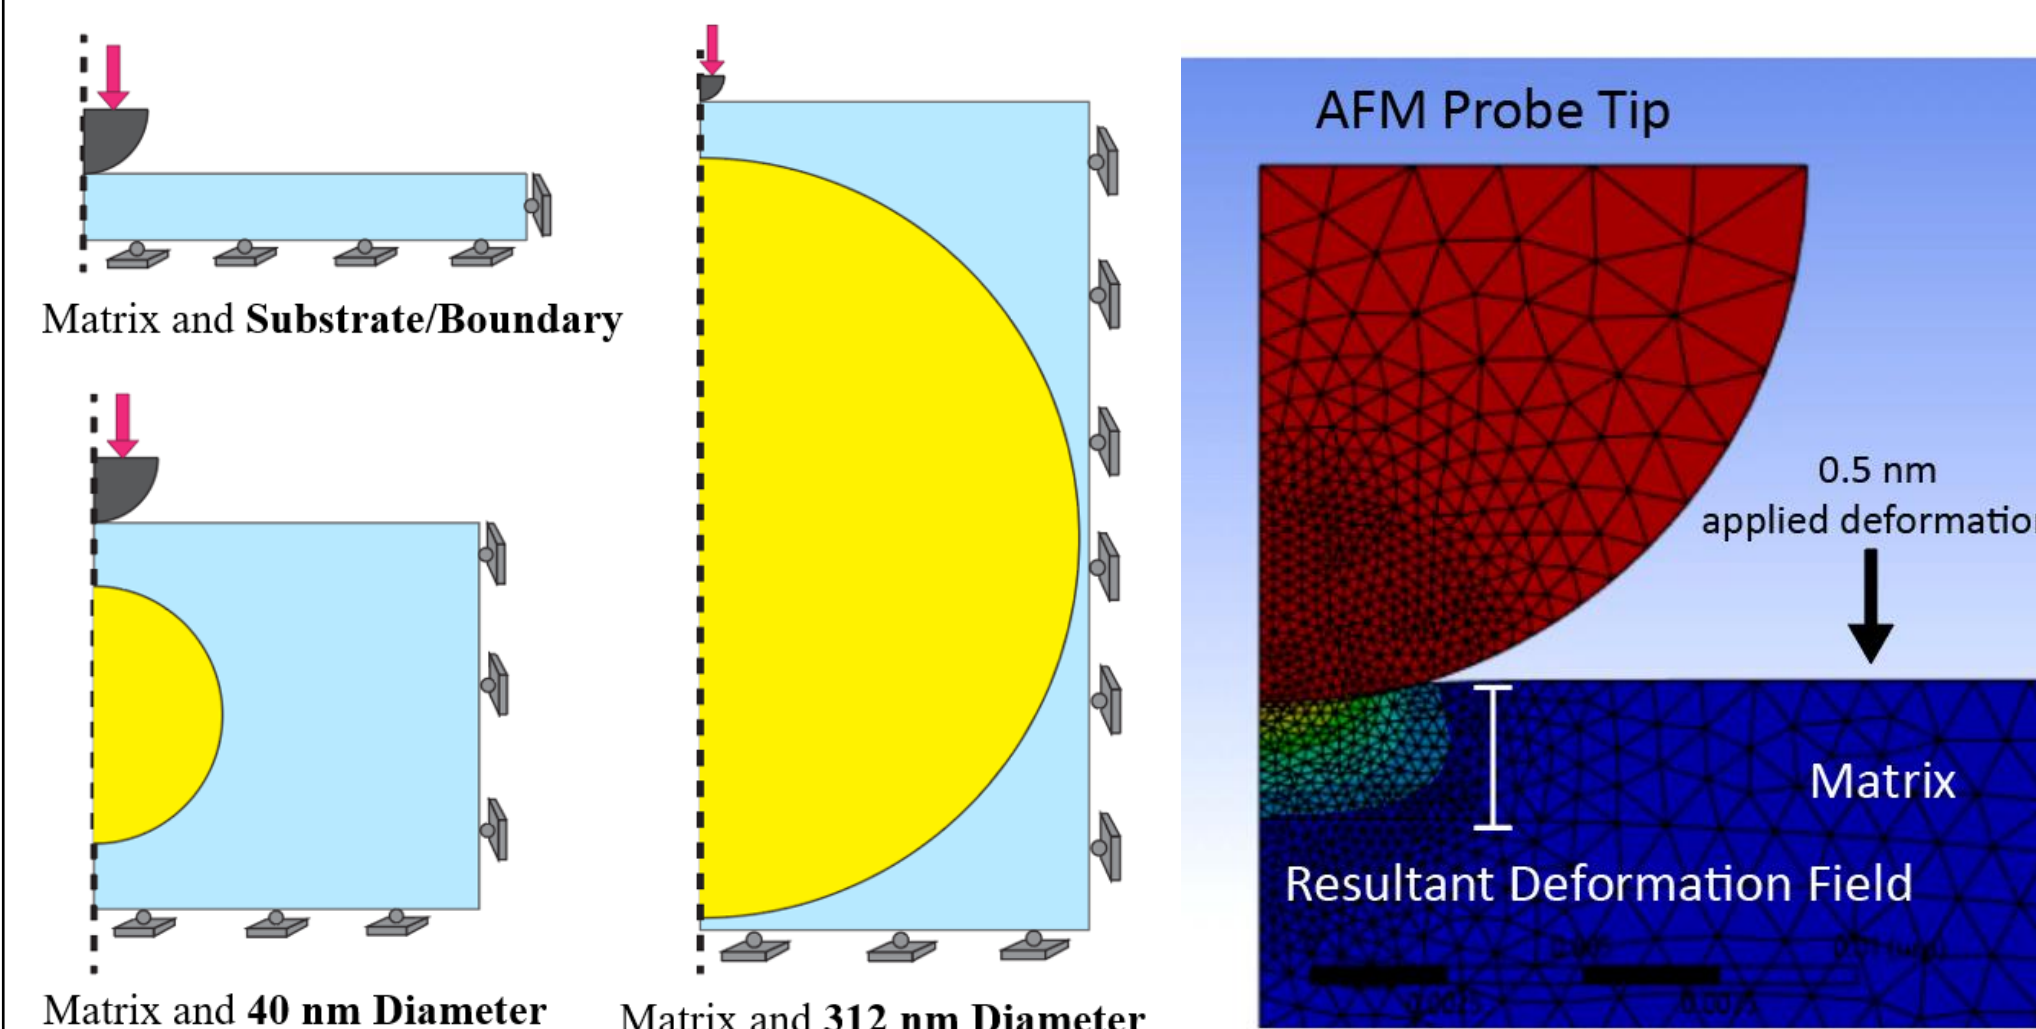 Matrix and Substrate/Boundary
Matrix and 40 nm Diameter
Matrix and 312 nm Diameter
AFM Probe Tip
0.5 nm
applied deformatio
Matrix
Resultant Deformation Field